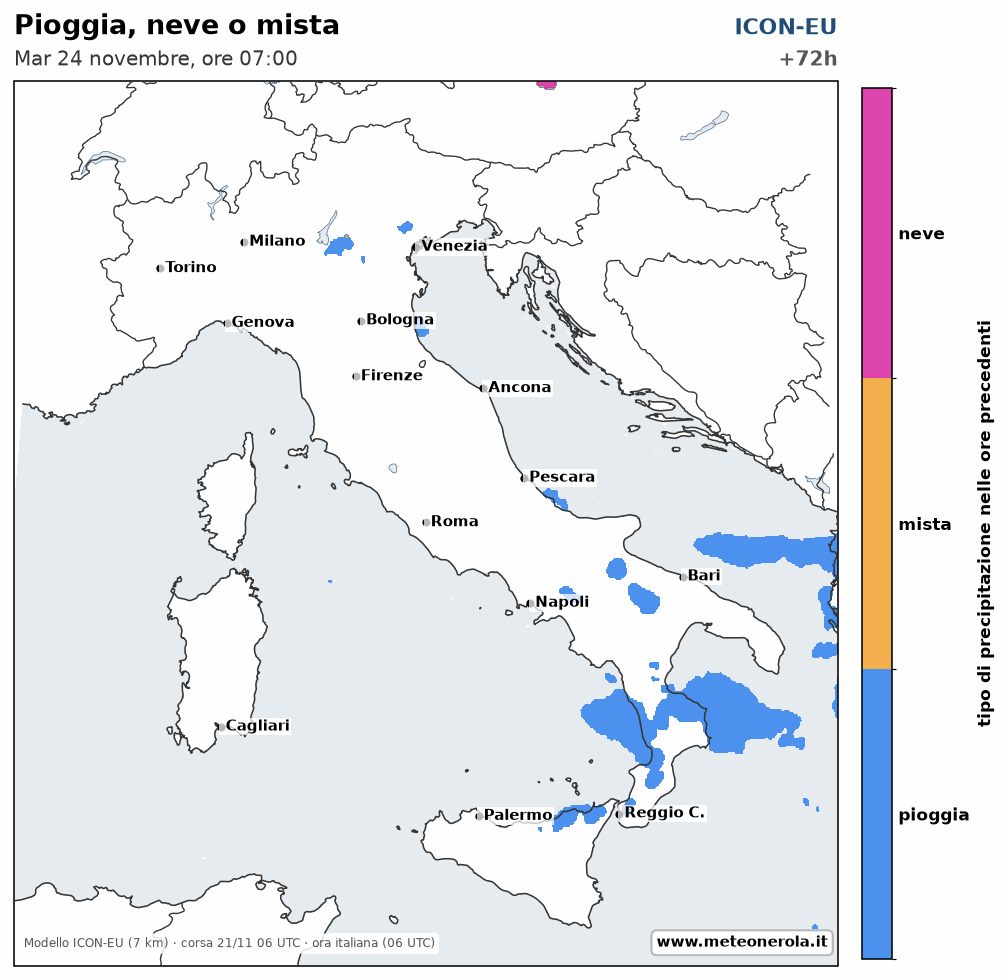 Pioggia, neve o mista
ICON-EU
Mar 24 novembre, ore 07:00
+72h
neve
Milano
Venezia
Torino
Genova
Bologna
Firenze
Ancona
Pescara
mista
Roma
Bari
Napoli
Cagliari
Palermo
Reggio C.
pioggia
tipo di precipitazione nelle ore precedenti
Modello ICON-EU (7 km) · corsa 21/11 06 UTC · ora italiana (06 UTC)
www.meteonerola.it